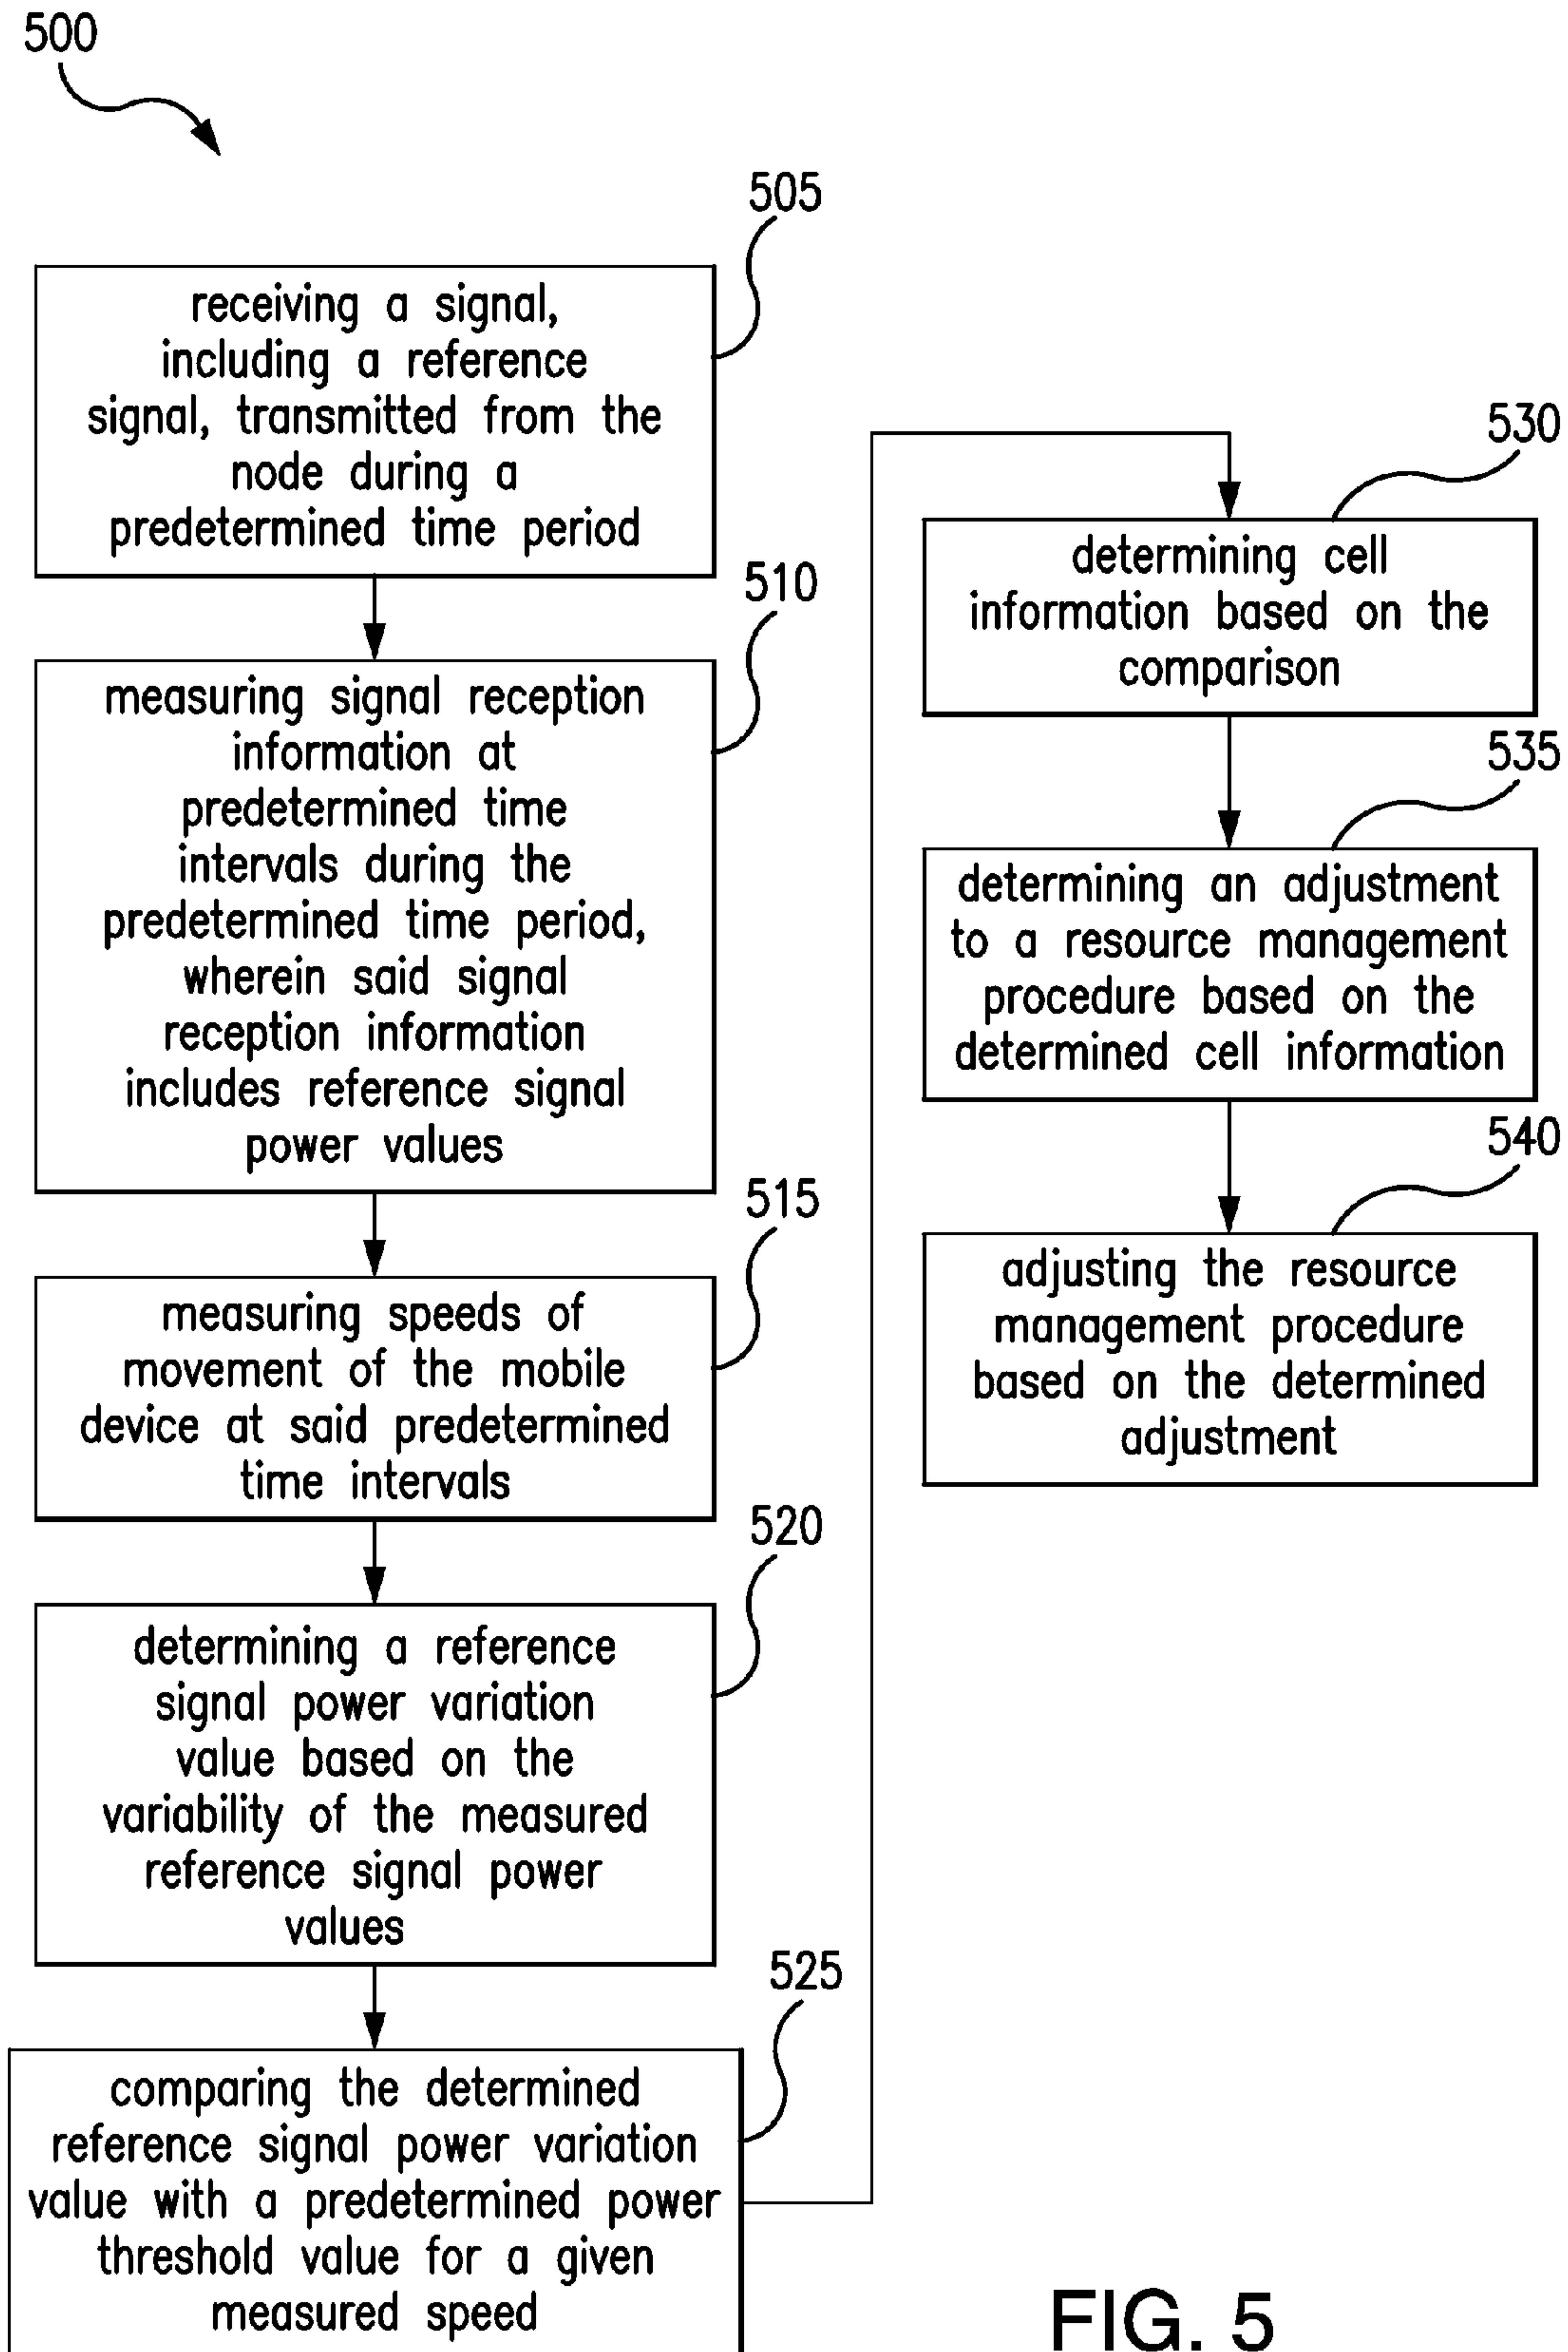 500
505
receiving a signal,
including a reference
signal, transmitted from the
node during a
predetermined time period
510
measuring signal reception
information at
predetermined time
intervals during the
predetermined time period,
wherein said signal
reception information
includes reference signal
power values
515
measuring speeds of
movement of the mobile
device at said predetermined
time intervals
520
determining a reference
signal power variation
value based on the
variability of the measured
reference signal power
values
525
comparing the determined
reference signal power variation
value with a predetermined power
threshold value for a given
measured speed
530
determining cell
information based on the
comparison
535
determining an adjustment
to a resource management
procedure based on the
determined cell information
540
adjusting the resource
management procedure
based on the determined
adjustment
FIG. 5